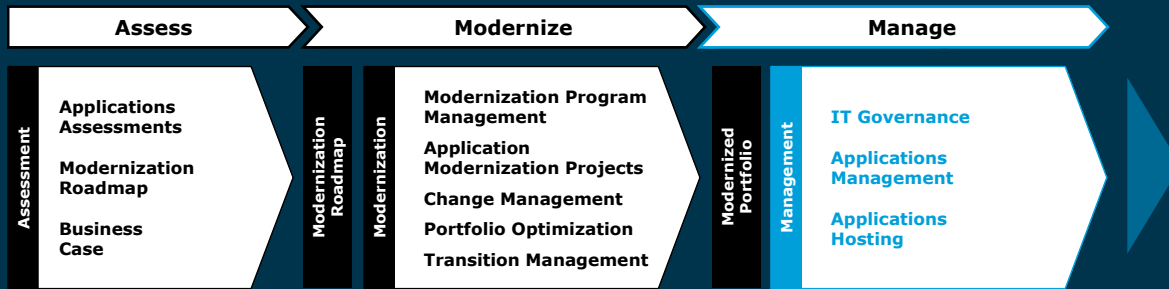 Assess
Modernize
Manage
Assessment
Applications
Assessments
Modernization
Roadmap
Business
Case
Modernization
Roadmap
Modernization
Modernization Program
Management
Application
Modernization Projects
Change Management
Portfolio Optimization
Transition Management
Modernized
Portfolio
Management
IT Governance
Applications
Management
Applications
Hosting